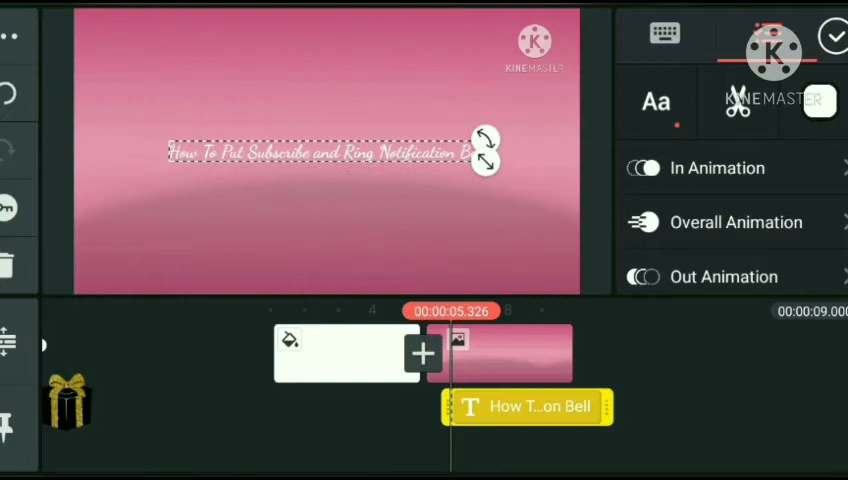 KINEMASTER
How To Put Subscribe and Ring Notification B
KINEMASTER
Aa
In Animation
Overall Animation
Out Animation
4
00:00:05.326
8
00:00:09.000
T How T...on Bell